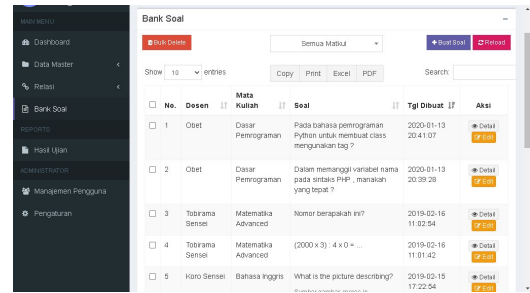 MAIN MENU
Dashboard
Data Master
Relasi
Bank Soal
REPORTS
Hasil Ujian
ADMINISTRATOR
Manajemen Pengguna
Pengaturan
Bank Soal
Bulk Delete
Semua Matkul
+ Buat Soal
Reload
Show 10 entries
Copy Print Excel PDF
Search:
No. Dosen Mata Kuliah Soal Tgl Dibuat Aksi
1 Obet Dasar Pemrograman Pada bahasa pemrograman
Python untuk membuat class
mengunakan tag ?
2020-01-13
20:41:07
Detail
Edit
2 Obet Dasar Pemrograman Dalam memanggil variabel nama
pada sintaks PHP , manakah
yang tepat ?
2020-01-13
20:39:28
Detail
Edit
3 Tobirama Sensei Matematika Advanced Nomor berapakah ini?
2019-02-16
11:02:54
Detail
Edit
4 Tobirama Sensei Matematika Advanced (2000 x 3) : 4 x 0 = ...
2019-02-16
11:01:42
Detail
Edit
5 Koro Sensei Bahasa Inggris What is the picture describing?
2019-02-15
17:22:54
Detail
Edit